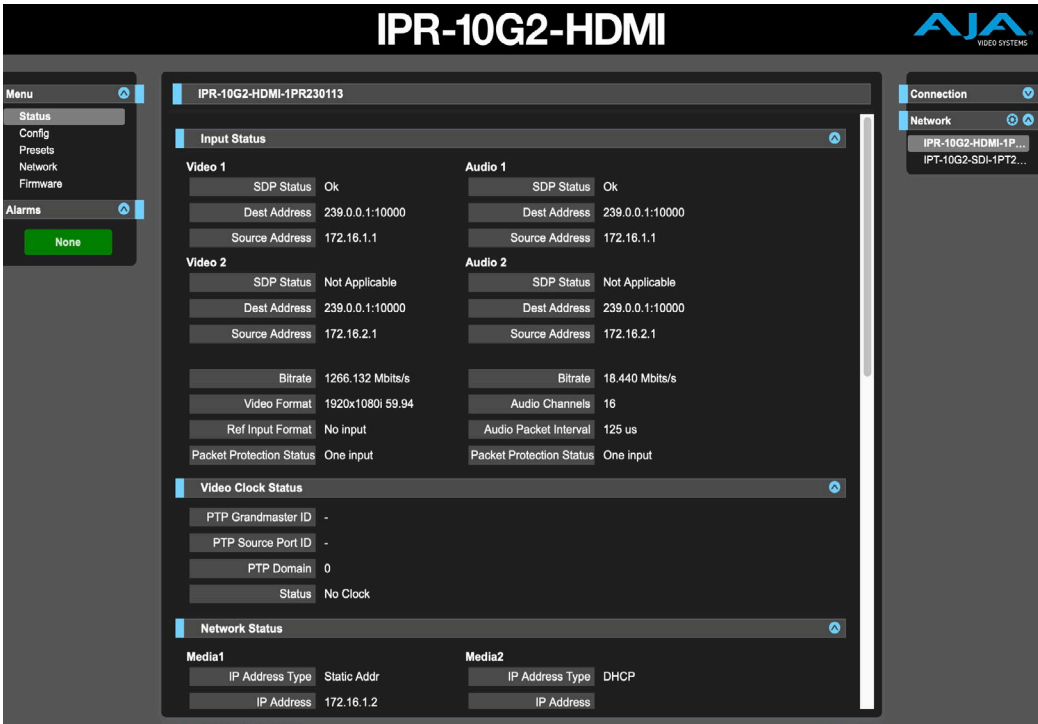 IPR-10G2-HDMI
AJA
VIDEO SYSTEMS
Menu
Status
Config
Presets
Network
Firmware
Alarms
None
IPR-10G2-HDMI-1PR230113
Input Status
Video 1 Audio 1
SDP Status Ok SDP Status Ok
Dest Address 239.0.0.1:10000 Dest Address 239.0.0.1:10000
Source Address 172.16.1.1 Source Address 172.16.1.1
Video 2 Audio 2
SDP Status Not Applicable SDP Status Not Applicable
Dest Address 239.0.0.1:10000 Dest Address 239.0.0.1:10000
Source Address 172.16.2.1 Source Address 172.16.2.1
Bitrate 1266.132 Mbits/s Bitrate 18.440 Mbits/s
Video Format 1920x1080i 59.94 Audio Channels 16
Ref Input Format No input Audio Packet Interval 125 us
Packet Protection Status One input Packet Protection Status One input
Video Clock Status
PTP Grandmaster ID -
PTP Source Port ID -
PTP Domain 0
Status No Clock
Network Status
Media1 Media2
IP Address Type Static Addr IP Address Type DHCP
IP Address 172.16.1.2 IP Address
Connection
Network
IPR-10G2-HDMI-1P...
IPT-10G2-SDI-1PT2...